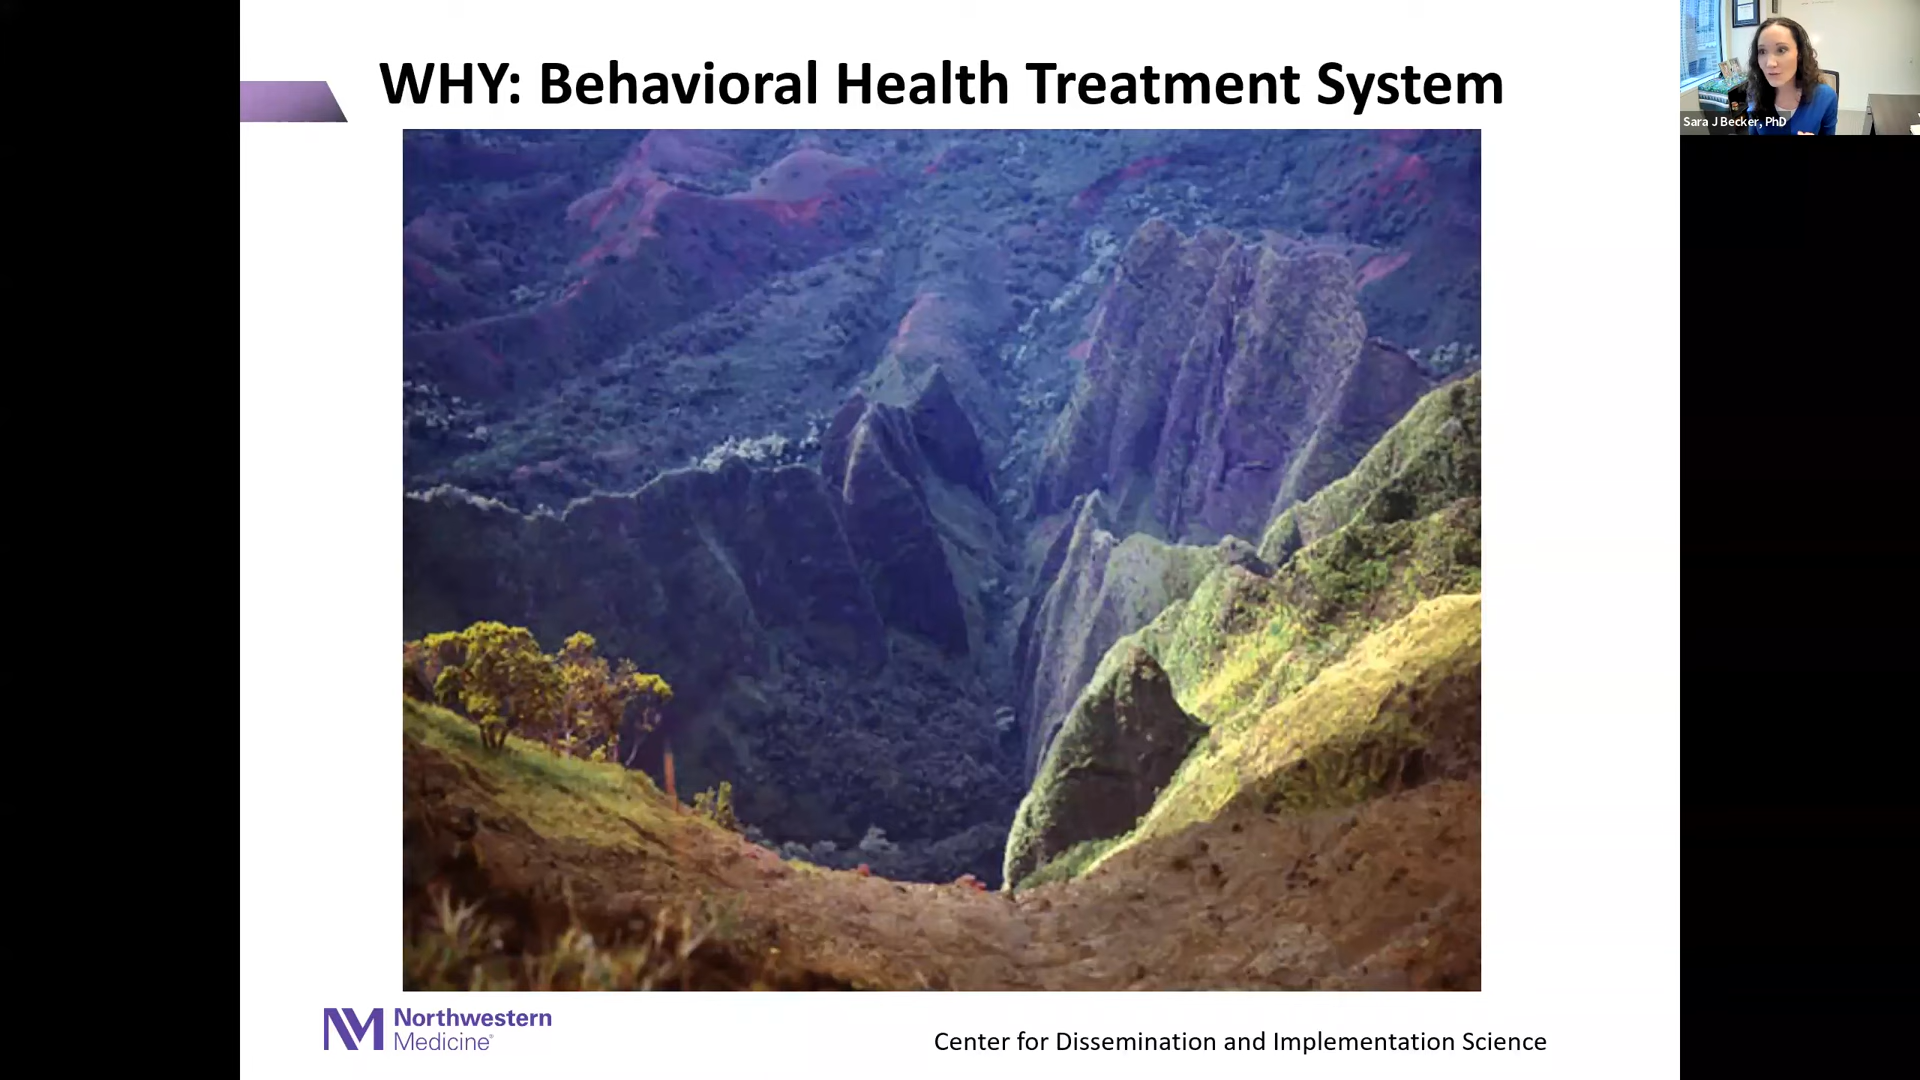 WHY: Behavioral Health Treatment System
Sara J Becker, PhD
Northwestern
Medicine®
Center for Dissemination and Implementation Science